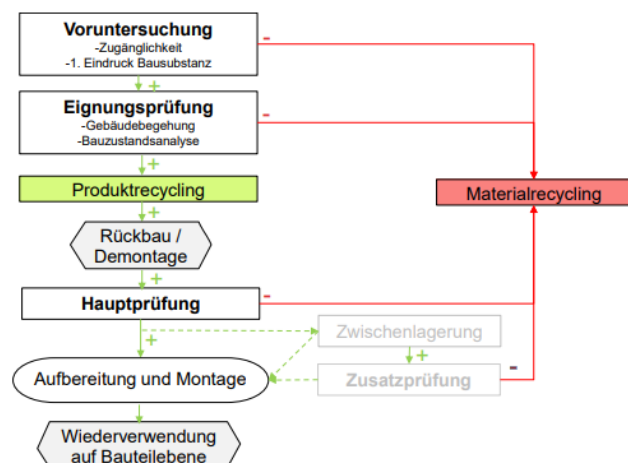 Voruntersuchung
-Zugänglichkeit
-1. Eindruck Bausubstanz
-
+
Eignungsprüfung
-Gebäudebegehung
-Bauzustandsanalyse
-
+
Produktrecycling
Materialrecycling
+
Rückbau /
Demontage
+
Hauptprüfung
-
+
Zwischenlagerung
+
Aufbereitung und Montage
Zusatzprüfung
-
Wiederverwendung
auf Bauteilebene